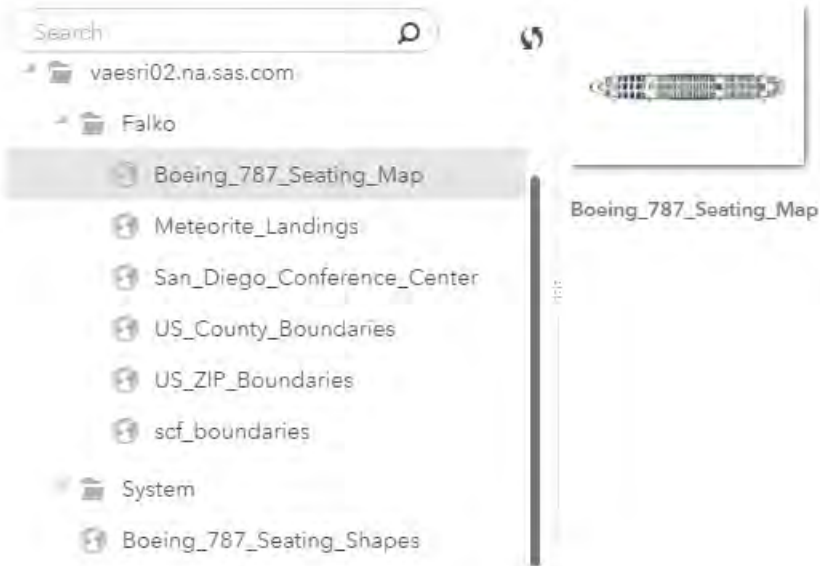 Search
vaesri02.na.sas.com
Falko
Boeing_787_Seating_Map
Meteorite_Landings
San_Diego_Conference_Center
US_County_Boundaries
US_ZIP_Boundaries
scf_boundaries
System
Boeing_787_Seating_Shapes
Boeing_787_Seating_Map